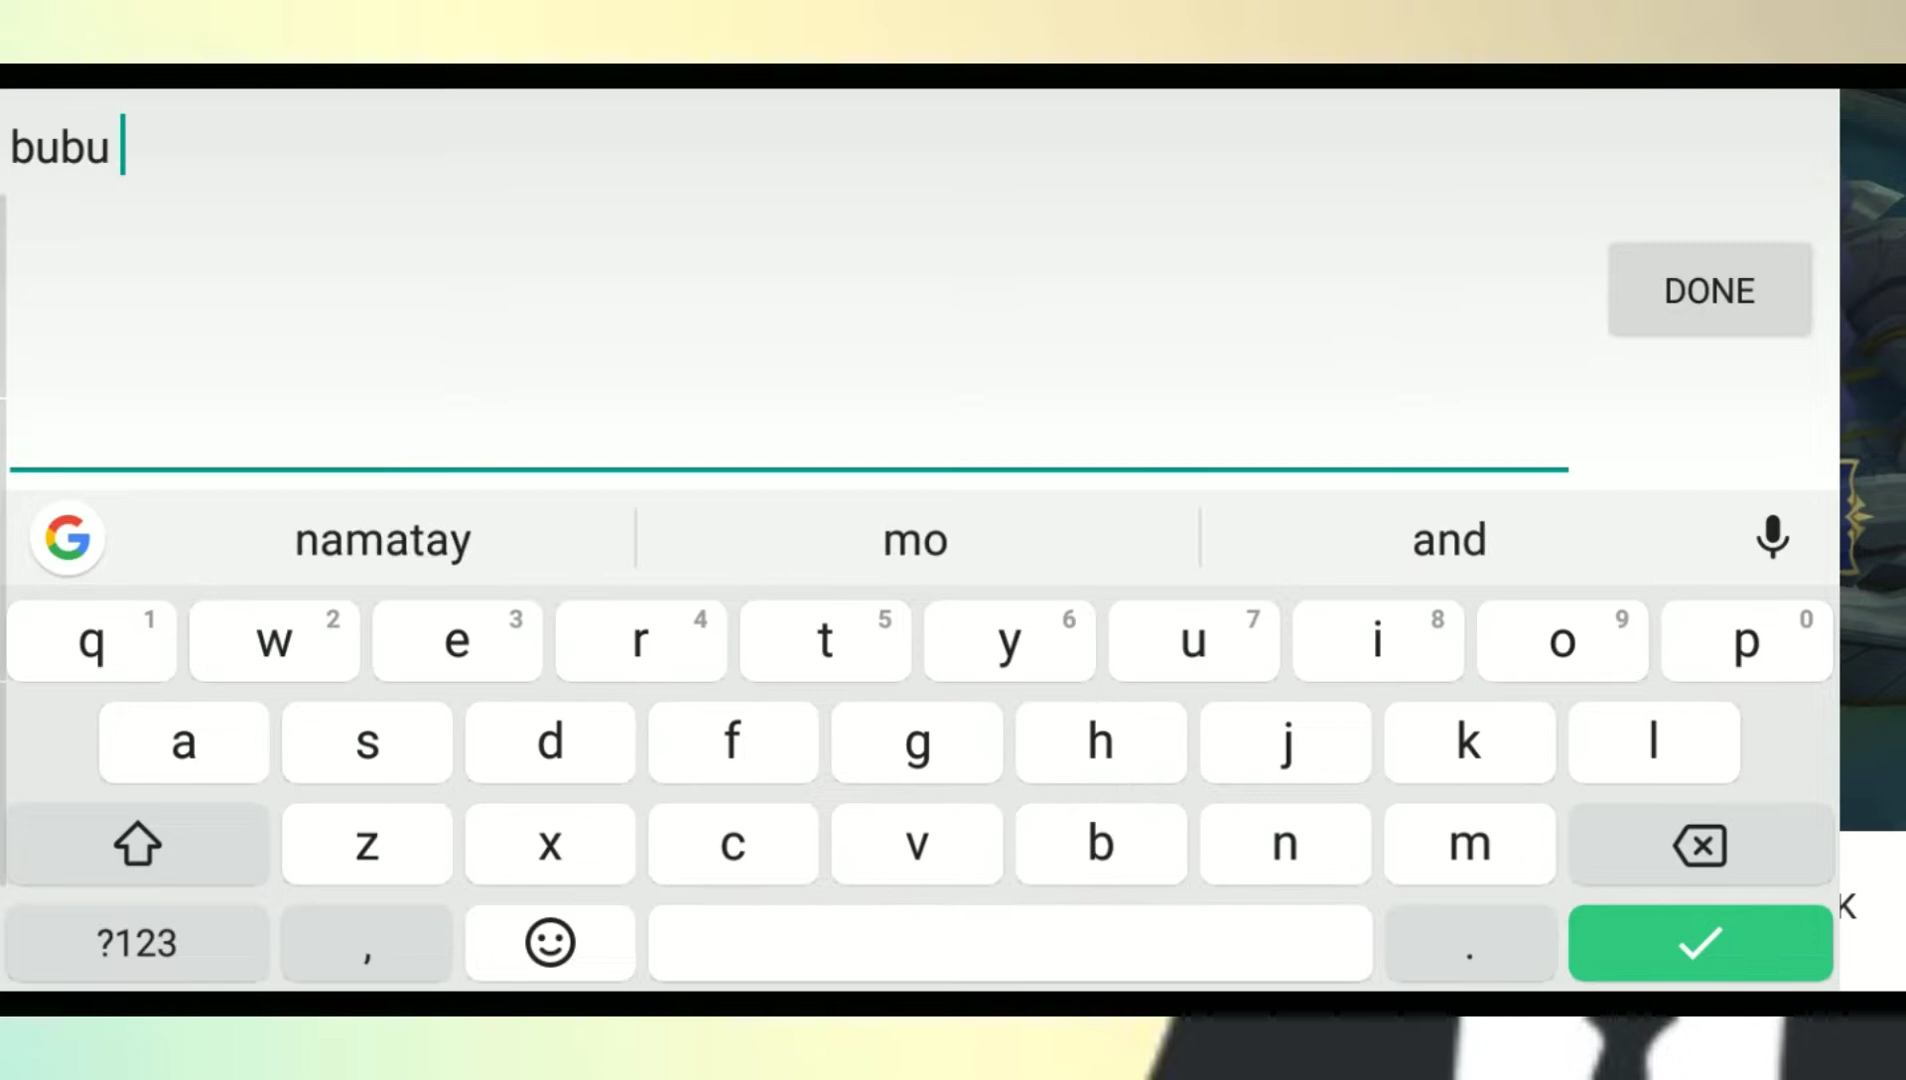 bubu
DONE
namatay mo and
q 1 w 2 e 3 r 4 t 5 y 6 u 7 i 8 o 9 p 0
a s d f g h j k l
z x c v b n m
?123 , .
K